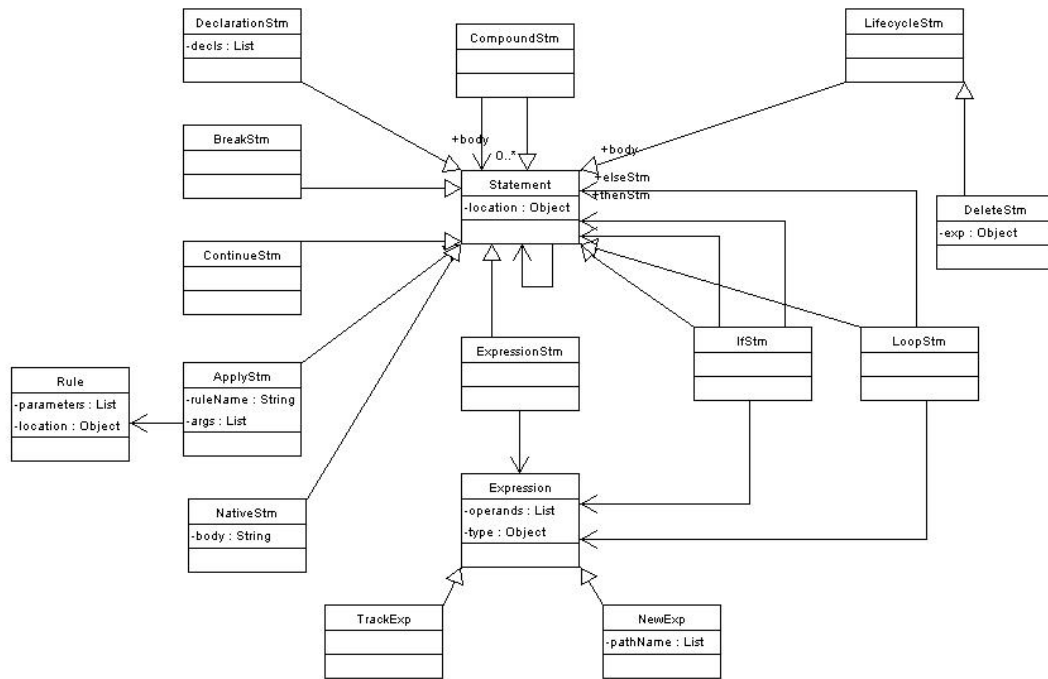 DeclarationStm
-decls : List
CompoundStm
LifecycleStm
BreakStm
+body
0..*
+body
Statement
-location : Object
+elseStm
+thenStm
DeleteStm
-exp : Object
ContinueStm
ExpressionStm
IfStm
LoopStm
Rule
-parameters : List
-location : Object
ApplyStm
-ruleName : String
-args : List
NativeStm
-body : String
Expression
-operands : List
-type : Object
TrackExp
NewExp
-pathName : List